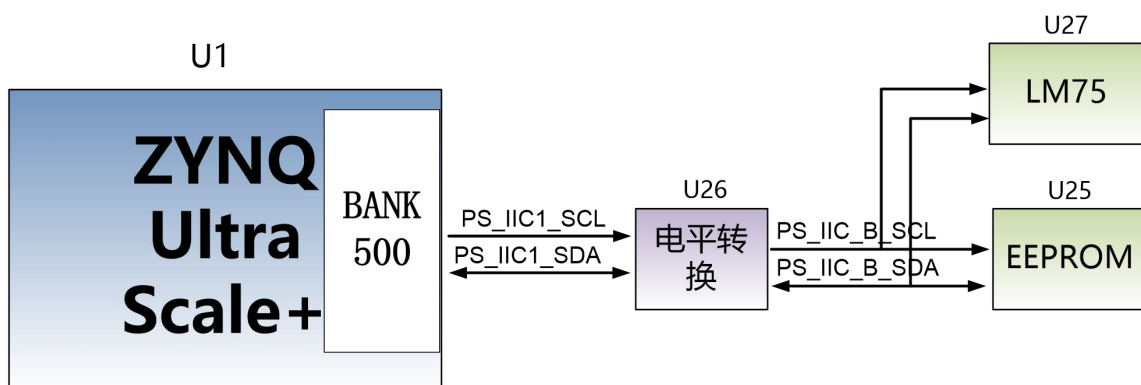 U1
ZYNQ
Ultra
Scale+
BANK
500
PS_IIC1_SCL
PS_IIC1_SDA
U26
电平转
换
PS_IIC_B_SCL
PS_IIC_B_SDA
U27
LM75
U25
EEPROM